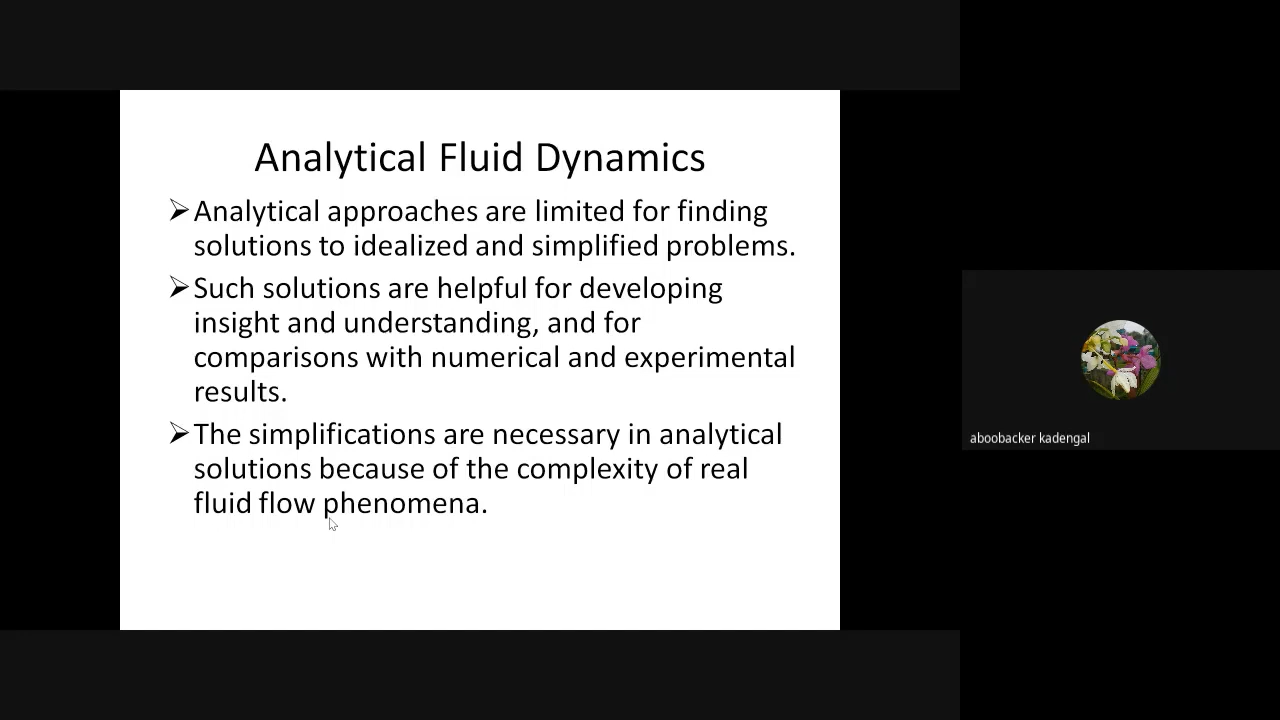 Analytical Fluid Dynamics
➢Analytical approaches are limited for finding
solutions to idealized and simplified problems.
➢Such solutions are helpful for developing
insight and understanding, and for
comparisons with numerical and experimental
results.
➢The simplifications are necessary in analytical
solutions because of the complexity of real
fluid flow phenomena.
aboobacker kadengal